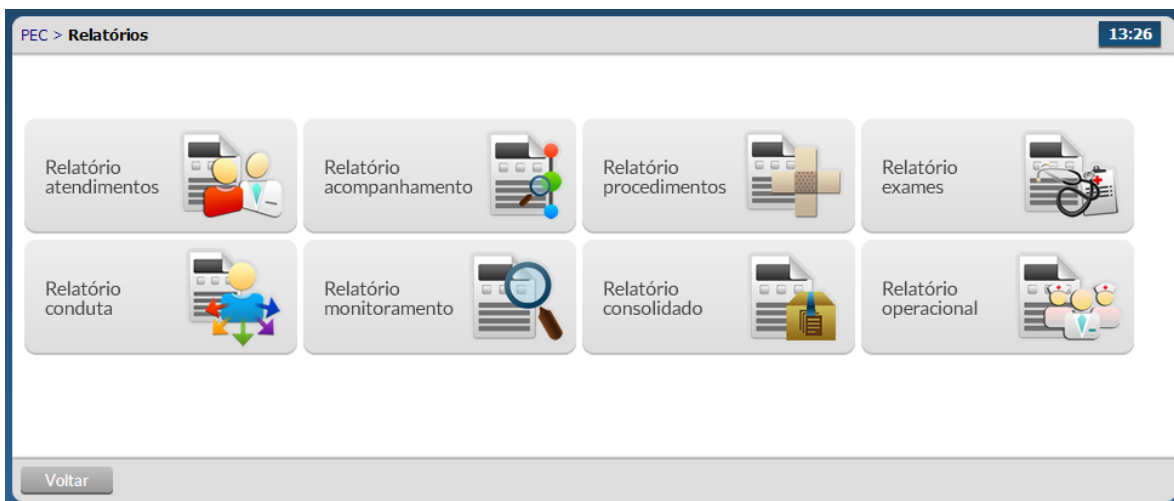 PEC > Relatórios
13:26
Relatório
atendimentos
Relatório
acompanhamento
Relatório
procedimentos
Relatório
exames
Relatório
conduta
Relatório
monitoramento
Relatório
consolidado
Relatório
operacional
Voltar